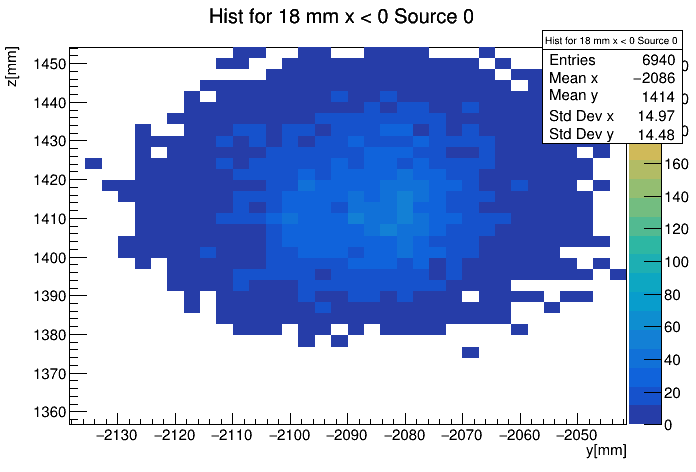 Hist for 18 mm x < 0 Source 0
z[mm]
Hist for 18 mm x < 0 Source 0
Entries 6940
Mean x −2086
Mean y 1414
Std Dev x 14.97
Std Dev y 14.48
1450
1440
1430
1420
1410
1400
1390
1380
1370
1360
160
140
120
100
80
60
40
20
0
−2130 −2120 −2110 −2100 −2090 −2080 −2070 −2060 −2050
y[mm]